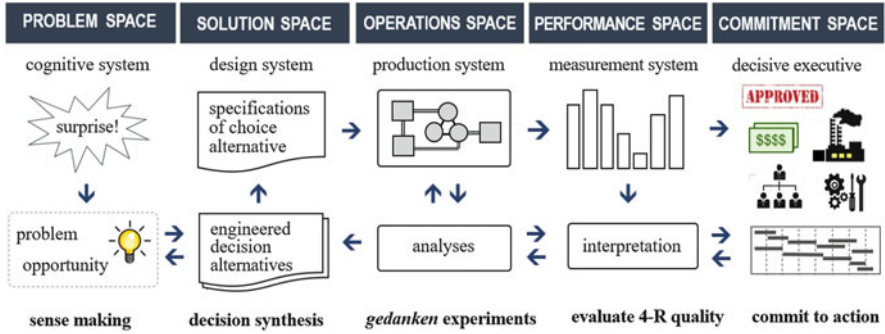 PROBLEM SPACE
SOLUTION SPACE
OPERATIONS SPACE
PERFORMANCE SPACE
COMMITMENT SPACE
cognitive system
design system
production system
measurement system
decisive executive
surprise!
specifications
of choice
alternative
APPROVED
$$$$
problem
opportunity
engineered
decision
alternatives
analyses
interpretation
sense making
decision synthesis
gedanken experiments
evaluate 4-R quality
commit to action